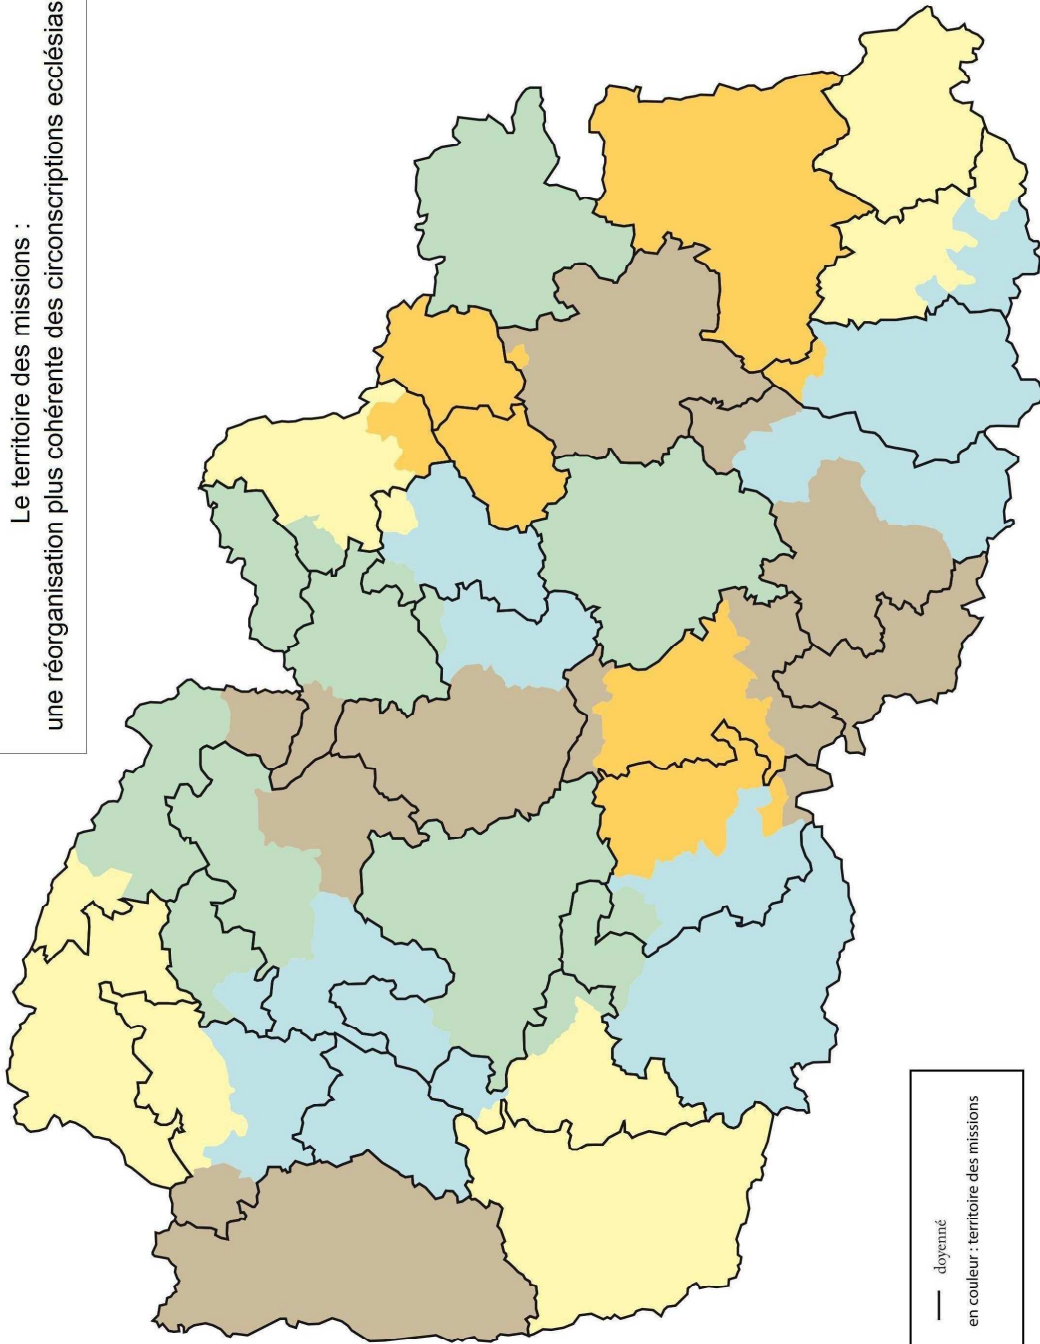 Le territoire des missions :
une réorganisation plus cohérente des circonscriptions ecclésias
doyenné
en couleur : territoire des missions